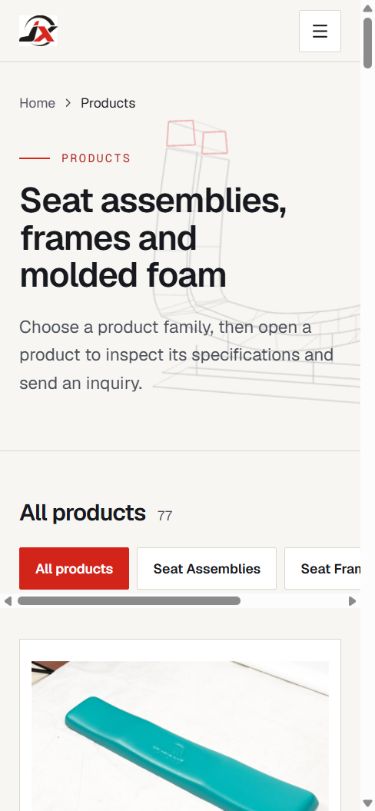 JX
Home > Products
PRODUCTS
Seat assemblies,
frames and
molded foam
Choose a product family, then open a
product to inspect its specifications and
send an inquiry.
All products 77
All products Seat Assemblies Seat Fran